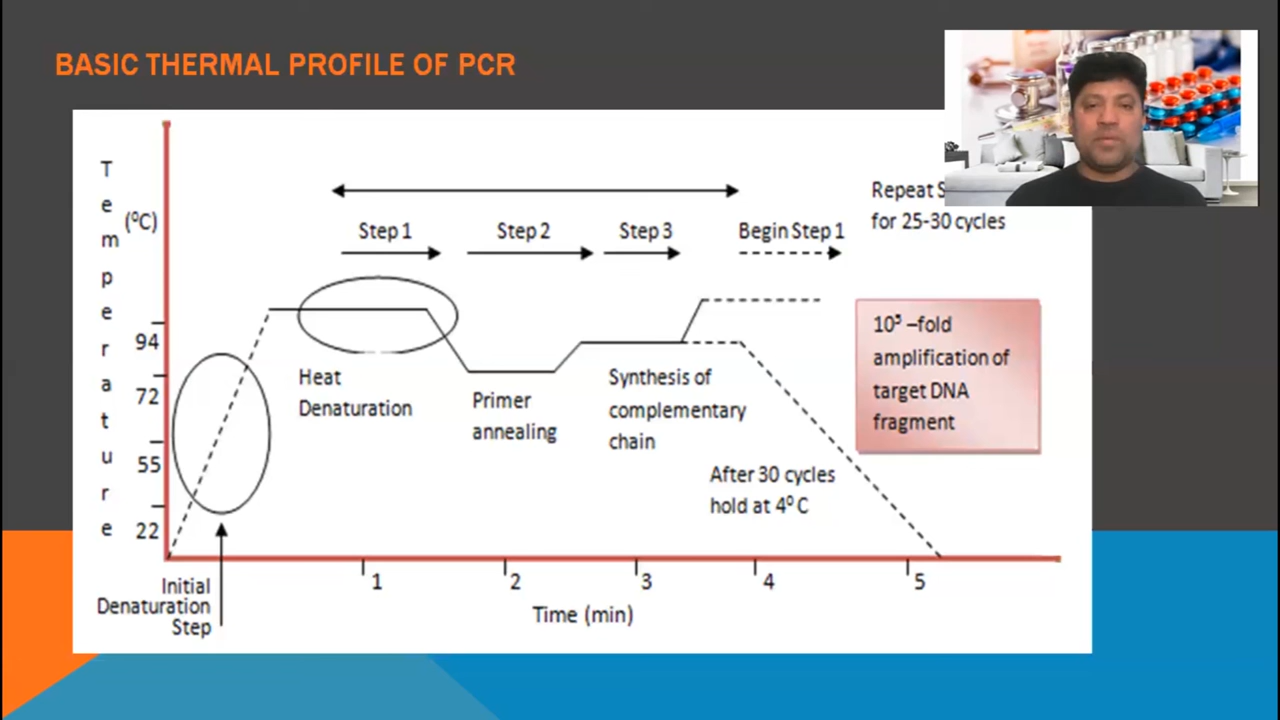 BASIC THERMAL PROFILE OF PCR
Temperature
(⁰C)
94
72
55
22
Step 1
Step 2
Step 3
Begin Step 1
Repeat
for 25-30 cycles
Heat
Denaturation
Primer
annealing
Synthesis of
complementary
chain
10⁵ –fold
amplification of
target DNA
fragment
After 30 cycles
hold at 4⁰ C
Initial
Denaturation
Step
1
2
3
4
5
Time (min)